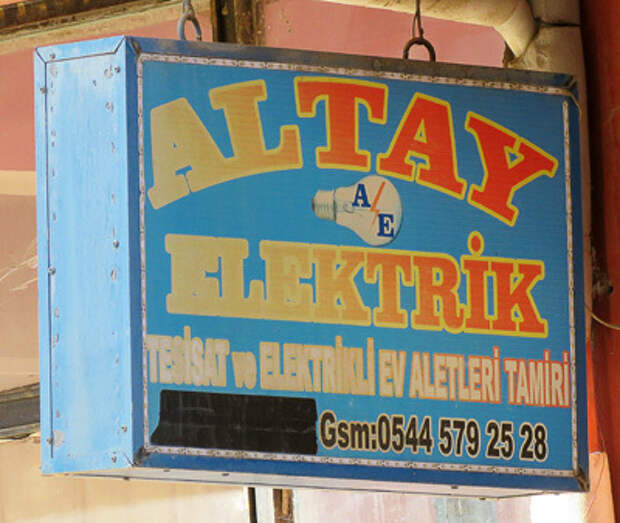 ALTAY
A/E
ELEKTRİK
TESİSAT ve ELEKTRİKLİ EV ALETLERİ TAMİRİ
Gsm:0544 579 25 28